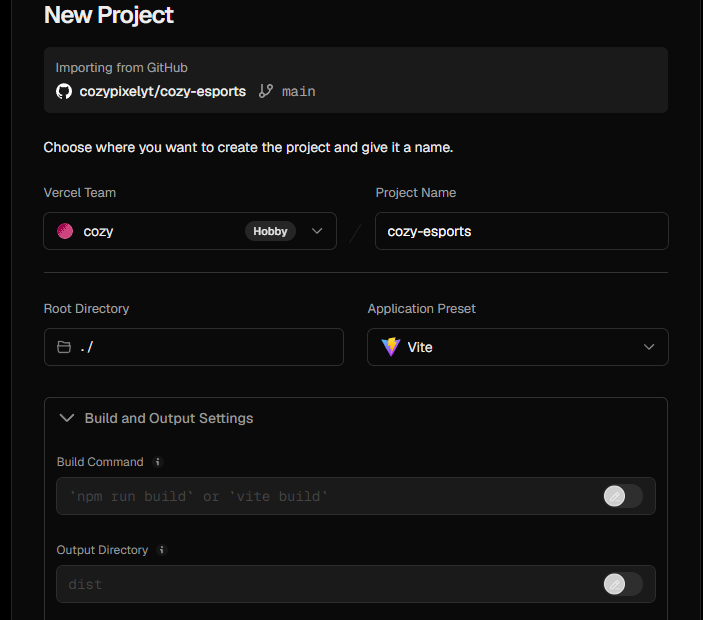 New Project
Importing from GitHub
cozypixelyt/cozy-esports main
Choose where you want to create the project and give it a name.
Vercel Team Project Name
cozy Hobby / cozy-esports
Root Directory Application Preset
./ Vite
Build and Output Settings
Build Command i
`npm run build` or `vite build`
Output Directory i
dist